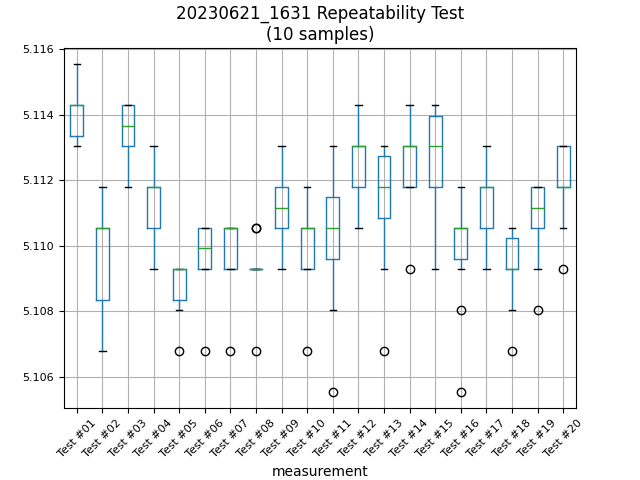 20230621_1631 Repeatability Test
(10 samples)
5.116
5.114
5.112
5.110
5.108
5.106
Test #01
Test #02
Test #03
Test #04
Test #05
Test #06
Test #07
Test #08
Test #09
Test #10
Test #11
Test #12
Test #13
Test #14
Test #15
Test #16
Test #17
Test #18
Test #19
Test #20
measurement